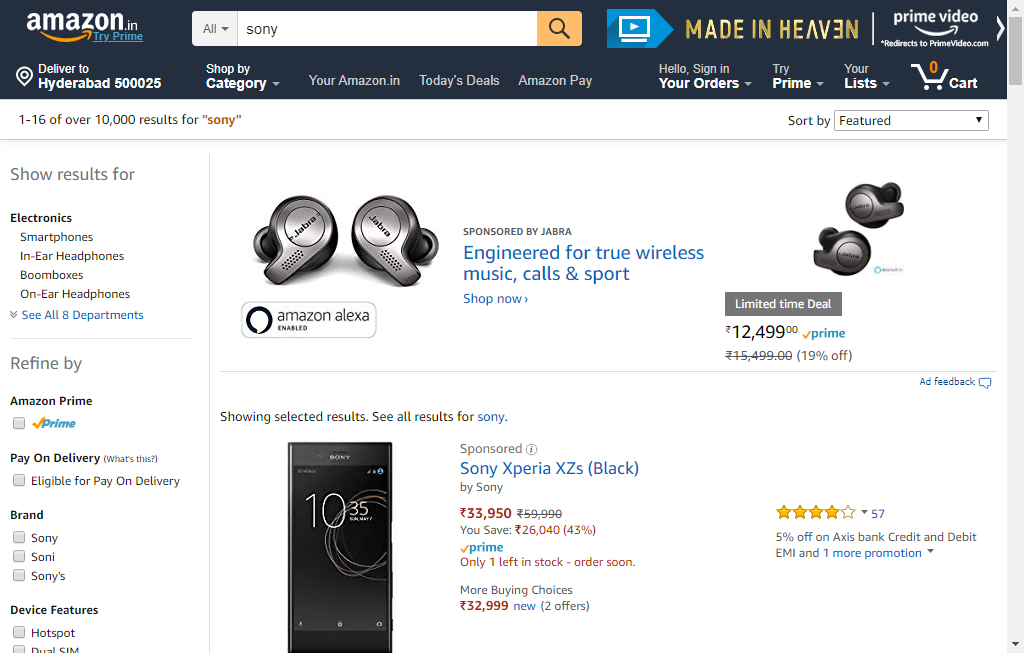 amazon.in
Try Prime
All
sony
MADE IN HEAVEN
prime video
*Redirects to PrimeVideo.com
Deliver to
Hyderabad 500025
Shop by
Category
Your Amazon.in
Today's Deals
Amazon Pay
Hello, Sign in
Your Orders
Try
Prime
Your
Lists
0
Cart
1-16 of over 10,000 results for "sony"
Sort by Featured
Show results for
Electronics
Smartphones
In-Ear Headphones
Boomboxes
On-Ear Headphones
See All 8 Departments
Refine by
Amazon Prime
Prime
Pay On Delivery (What's this?)
Eligible for Pay On Delivery
Brand
Sony
Soni
Sony's
Device Features
Hotspot
Dual SIM
Jabra
Jabra
amazon alexa
ENABLED
SPONSORED BY JABRA
Engineered for true wireless
music, calls & sport
Shop now ›
Limited time Deal
₹12,499.00 prime
₹15,499.00 (19% off)
Ad feedback
Showing selected results. See all results for sony.
SONY
10 35
SUN, MAY 7
Sponsored
Sony Xperia XZs (Black)
by Sony
₹33,950 ₹59,990
You Save: ₹26,040 (43%)
prime
Only 1 left in stock - order soon.
More Buying Choices
₹32,999 new (2 offers)
57
5% off on Axis bank Credit and Debit
EMI and 1 more promotion